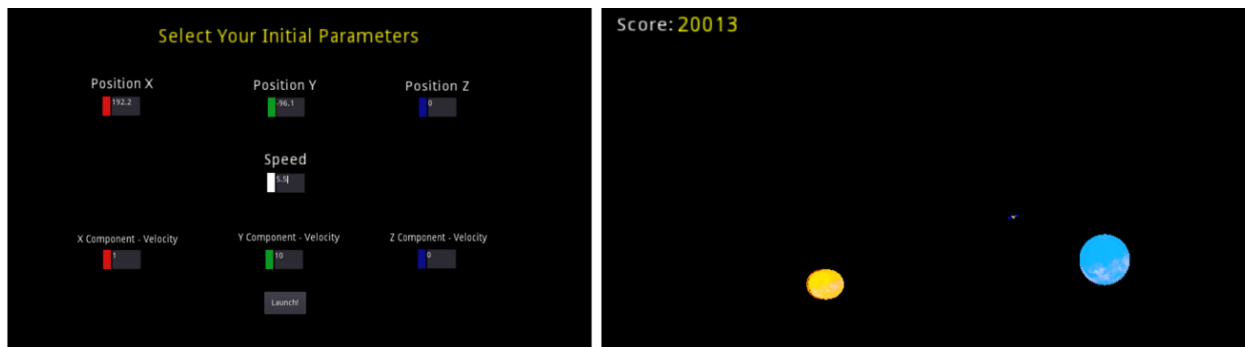 Select Your Initial Parameters
Position X
Position Y
Position Z
192.2
-96.1
0
Speed
5.5
X Component - Velocity
Y Component - Velocity
Z Component - Velocity
1
10
0
Launch!
Score: 20013